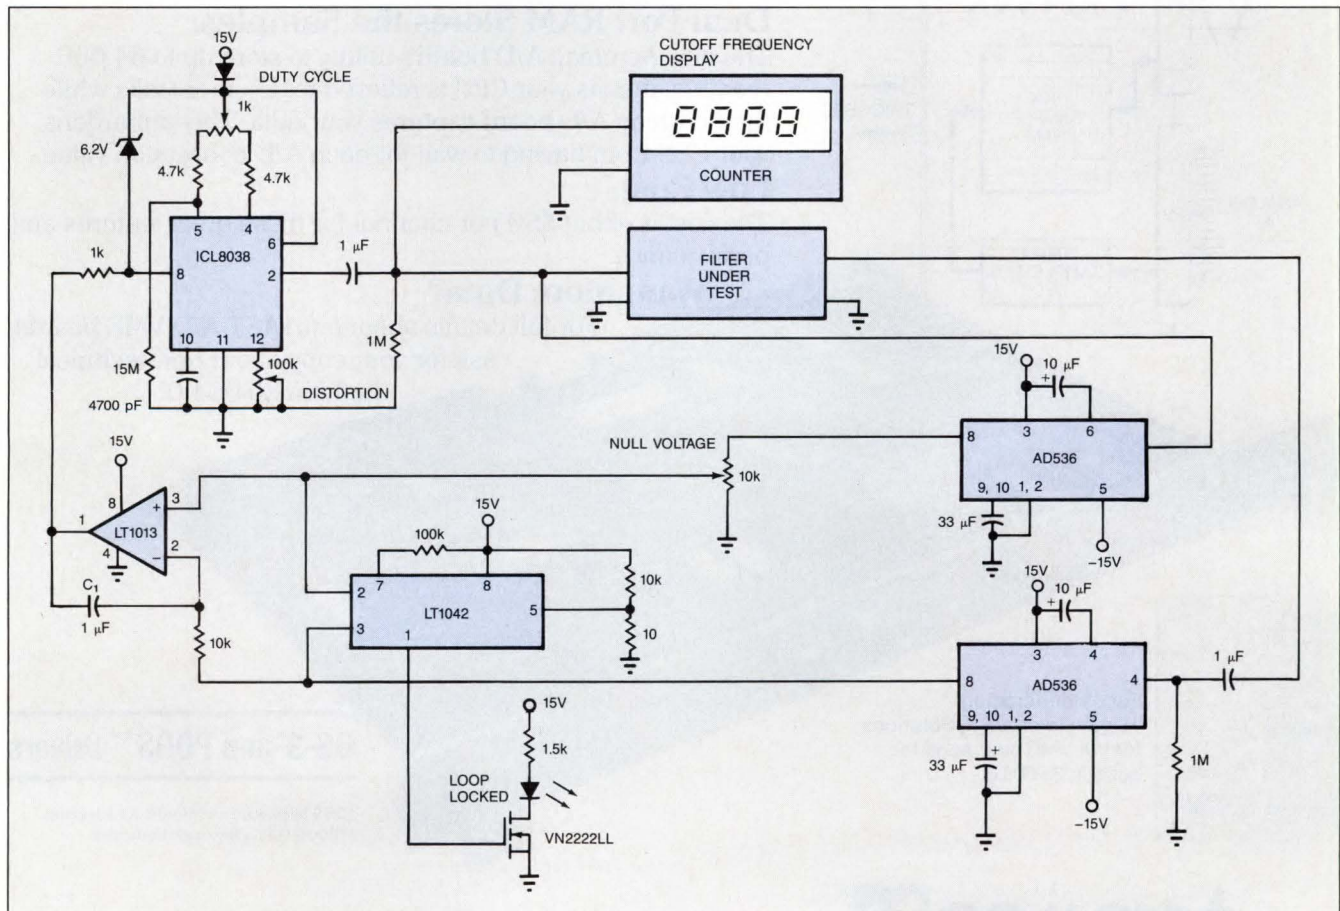 15V
DUTY CYCLE
1k
6.2V
4.7k
4.7k
5 4
6
ICL8038
8
2
1k
1 µF
10 11 12
15M
4700 pF
100k
DISTORTION
1M
CUTOFF FREQUENCY
DISPLAY
8888
COUNTER
FILTER
UNDER
TEST
15V
10 µF
+
3 6
8
AD536
9, 10 1, 2
5
33 µF
+
−15V
NULL VOLTAGE
10k
15V
8
3
1
+
LT1013
4
−
2
C1
1 µF
10k
15V
100k
7 8
2
LT1042
5
3
1
10k
10
15V
1.5k
LOOP
LOCKED
VN2222LL
15V
10 µF
+
3 4
8
AD536
4
9, 10 1, 2
5
33 µF
+
−15V
1 µF
1M